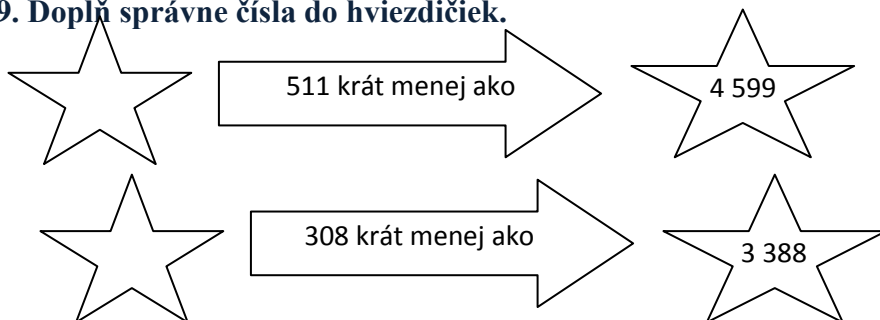 9. Doplň správne čísla do hviezdičiek.
511 krát menej ako
4 599
308 krát menej ako
3 388